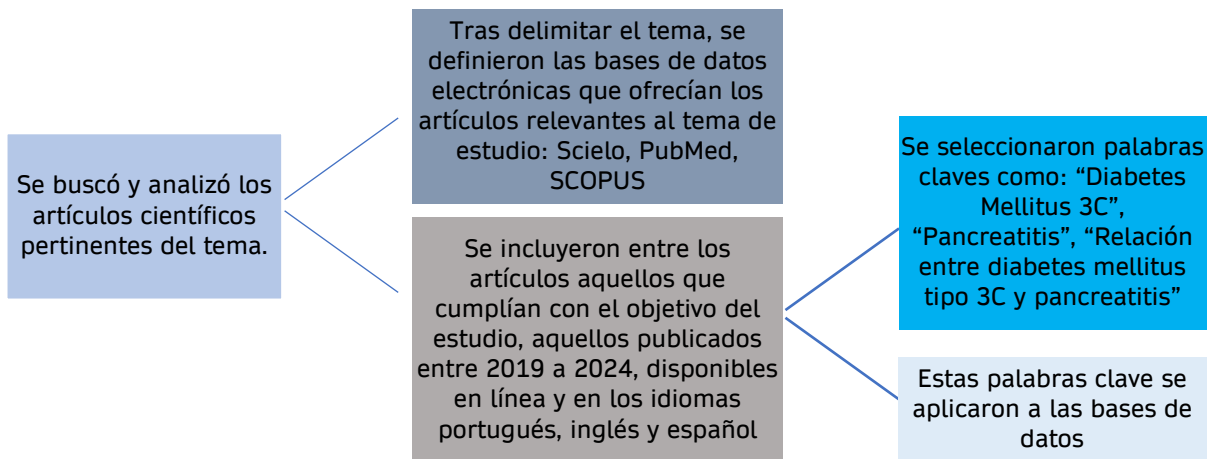 Se buscó y analizó los
artículos científicos
pertinentes del tema.
Tras delimitar el tema, se
definieron las bases de datos
electrónicas que ofrecían los
artículos relevantes al tema de
estudio: Scielo, PubMed,
SCOPUS
Se incluyeron entre los
artículos aquellos que
cumplían con el objetivo del
estudio, aquellos publicados
entre 2019 a 2024, disponibles
en línea y en los idiomas
portugués, inglés y español
Se seleccionaron palabras
claves como: “Diabetes
Mellitus 3C”,
“Pancreatitis”, “Relación
entre diabetes mellitus
tipo 3C y pancreatitis”
Estas palabras clave se
aplicaron a las bases de
datos